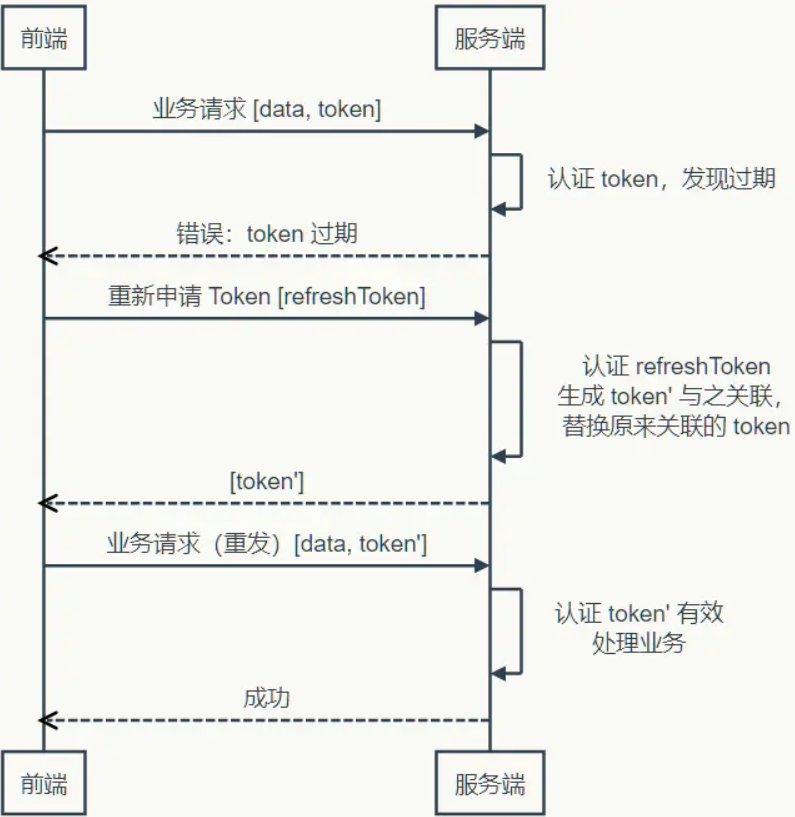 前端
服务端
业务请求 [data, token]
认证 token，发现过期
错误：token 过期
重新申请 Token [refreshToken]
认证 refreshToken
生成 token' 与之关联，
替换原来关联的 token
[token']
业务请求（重发）[data, token']
认证 token' 有效
处理业务
成功
前端
服务端